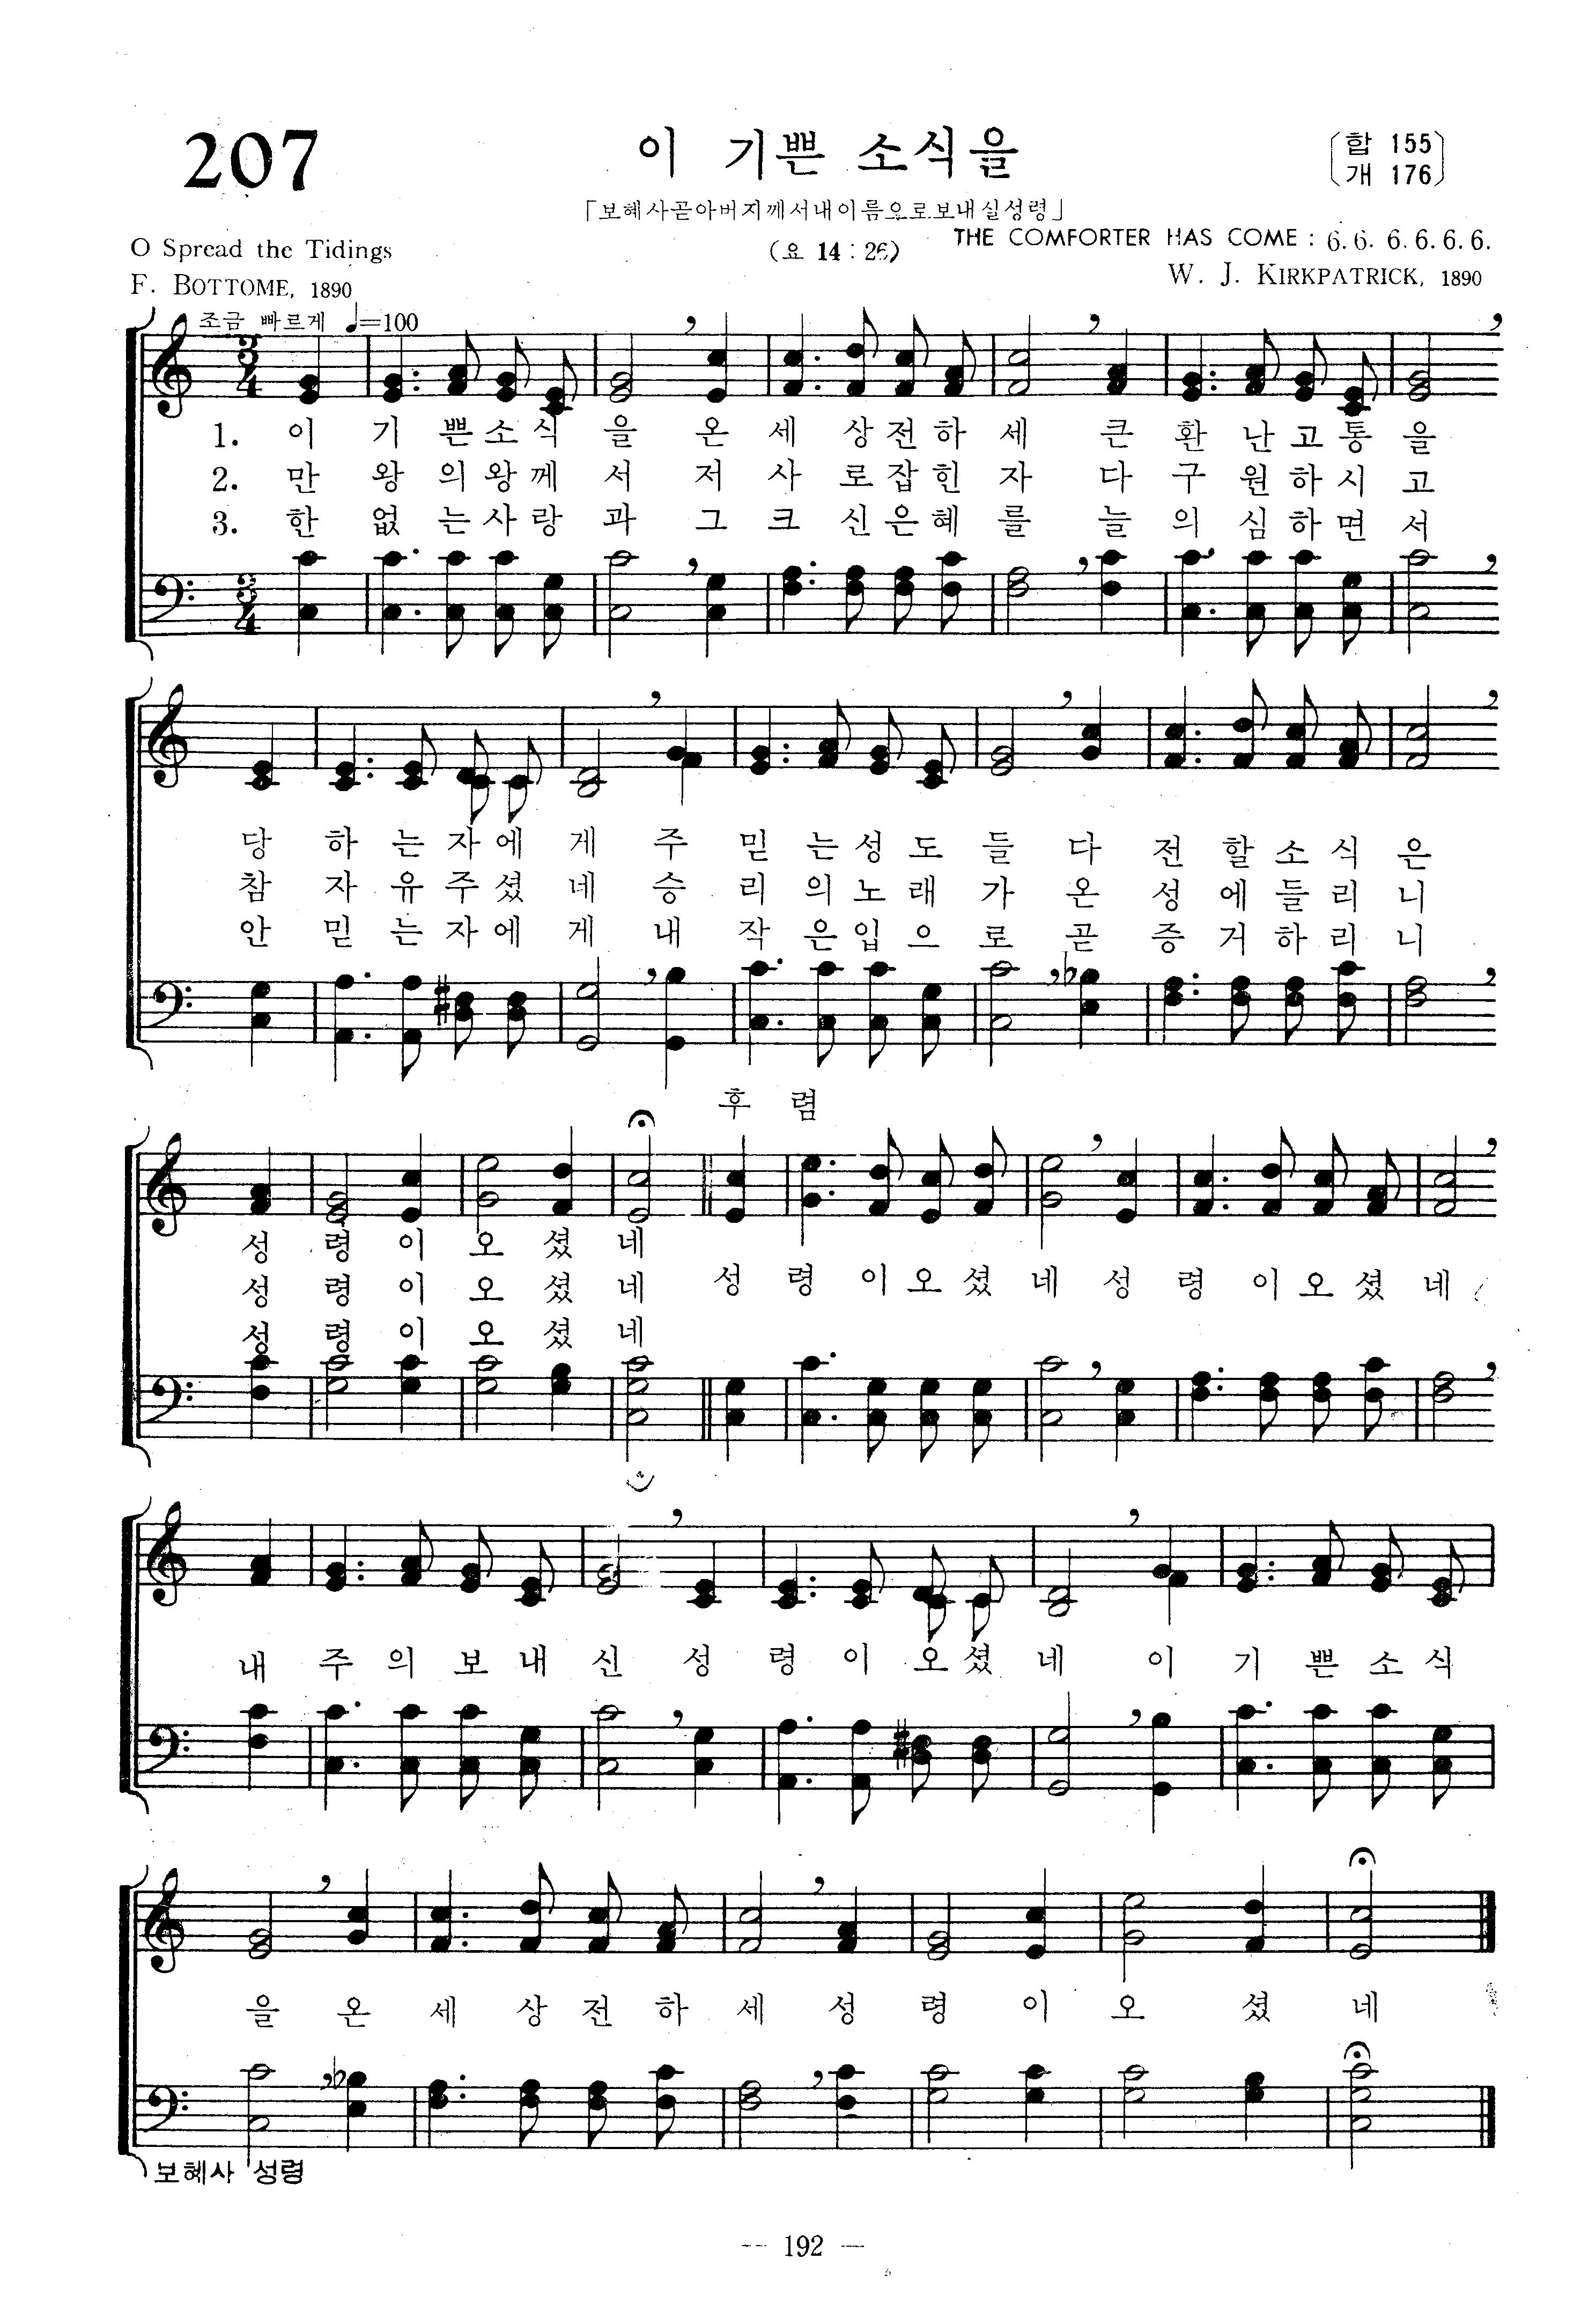 207
이 기쁜 소식을
〔합 155
개 176〕
「보혜사곧아버지께서내이름으로보내실성령」
O Spread the Tidings
(요 14 : 26)
THE COMFORTER HAS COME : 6. 6. 6. 6. 6. 6.
F. BOTTOME, 1890
W. J. KIRKPATRICK, 1890
조금 빠르게 ♩=100
1. 이 기 쁜 소 식 을 온 세 상 전 하 세 큰 환 난 고 통 을
2. 만 왕 의 왕 께 서 저 사 로 잡 힌 자 다 구 원 하 시 고
3. 한 없 는 사 랑 과 그 크 신 은 혜 를 늘 의 심 하 면 서
당 하 는 자 에 게 주 믿 는 성 도 들 다 전 할 소 식 은
참 자 유 주 셨 네 승 리 의 노 래 가 온 성 에 들 리 니
안 믿 는 자 에 게 내 작 은 입 으 로 곧 증 거 하 리 니
후 렴
성 령 이 오 셨 네
성 령 이 오 셨 네 성 령 이 오 셨 네 성 령 이 오 셨 네
성 령 이 오 셨 네
내 주 의 보 내 신 성 령 이 오 셨 네 이 기 쁜 소 식
을 온 세 상 전 하 세 성 령 이 오 셨 네
보혜사 성령
— 192 —